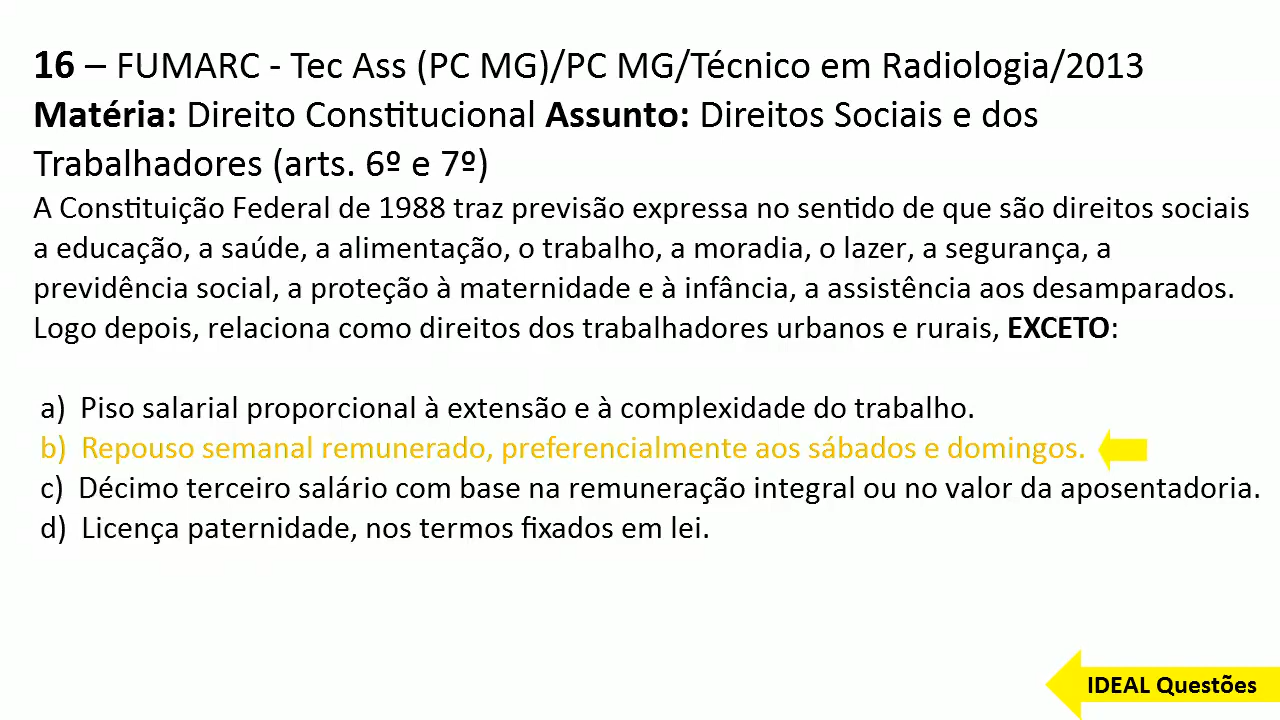 16 – FUMARC - Tec Ass (PC MG)/PC MG/Técnico em Radiologia/2013
Matéria: Direito Constitucional Assunto: Direitos Sociais e dos
Trabalhadores (arts. 6º e 7º)
A Constituição Federal de 1988 traz previsão expressa no sentido de que são direitos sociais
a educação, a saúde, a alimentação, o trabalho, a moradia, o lazer, a segurança, a
previdência social, a proteção à maternidade e à infância, a assistência aos desamparados.
Logo depois, relaciona como direitos dos trabalhadores urbanos e rurais, EXCETO:
a) Piso salarial proporcional à extensão e à complexidade do trabalho.
b) Repouso semanal remunerado, preferencialmente aos sábados e domingos.
c) Décimo terceiro salário com base na remuneração integral ou no valor da aposentadoria.
d) Licença paternidade, nos termos fixados em lei.
IDEAL Questões